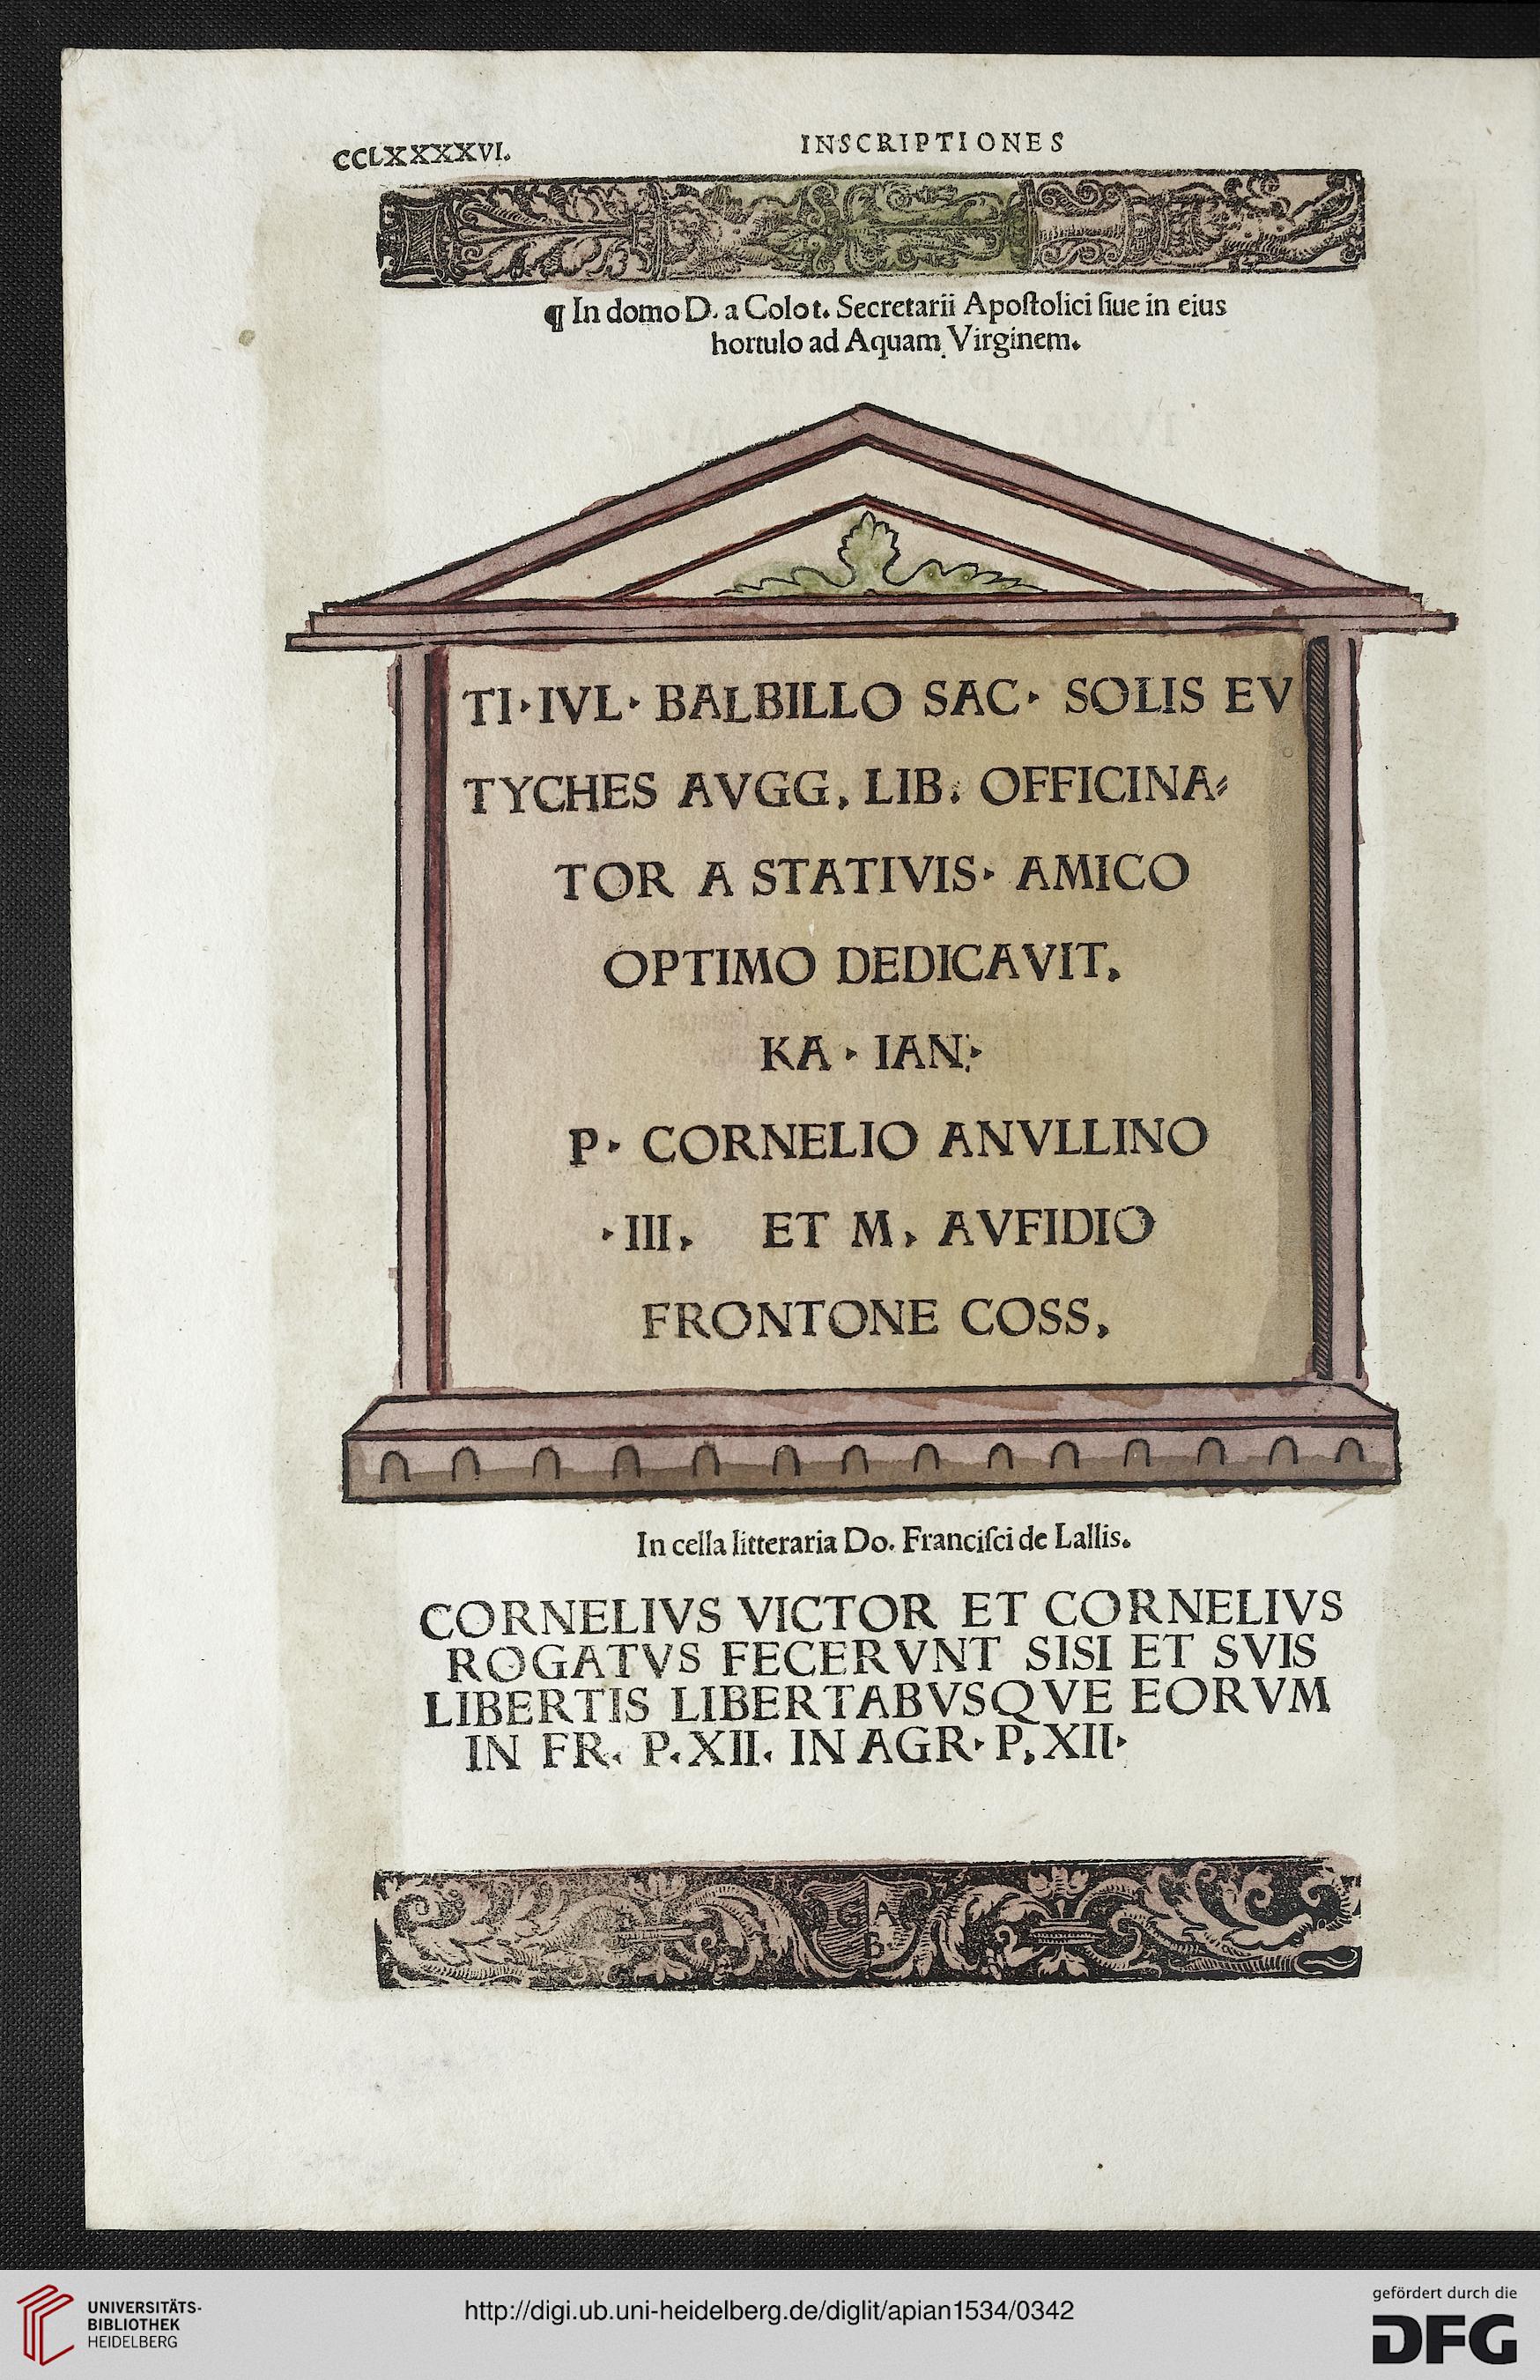 CCLXXXXVI.
INSCRIPTIONES
¶ In domo D. a Colot. Secretarii Apoſtolici ſiue in eius
hortulo ad Aquam Virginem.
TI·IVL· BALBILLO SAC· SOLIS EV
TYCHES AVGG, LIB. OFFICINA⸗
TOR A STATIVIS· AMICO
OPTIMO DEDICAVIT,
KA · IAN:·
P· CORNELIO ANVLLINO
·III, ET M, AVFIDIO
FRONTONE COSS,
In cella litteraria Do. Franciſci de Lallis.
CORNELIVS VICTOR ET CORNELIVS
ROGATVS FECERVNT SISI ET SVIS
LIBERTIS LIBERTABVSQVE EORVM
IN FR. P.XII. IN AGR· P, XII·
G A
B
UNIVERSITÄTS-
BIBLIOTHEK
HEIDELBERG
http://digi.ub.uni-heidelberg.de/diglit/apian1534/0342
gefördert durch die
DFG